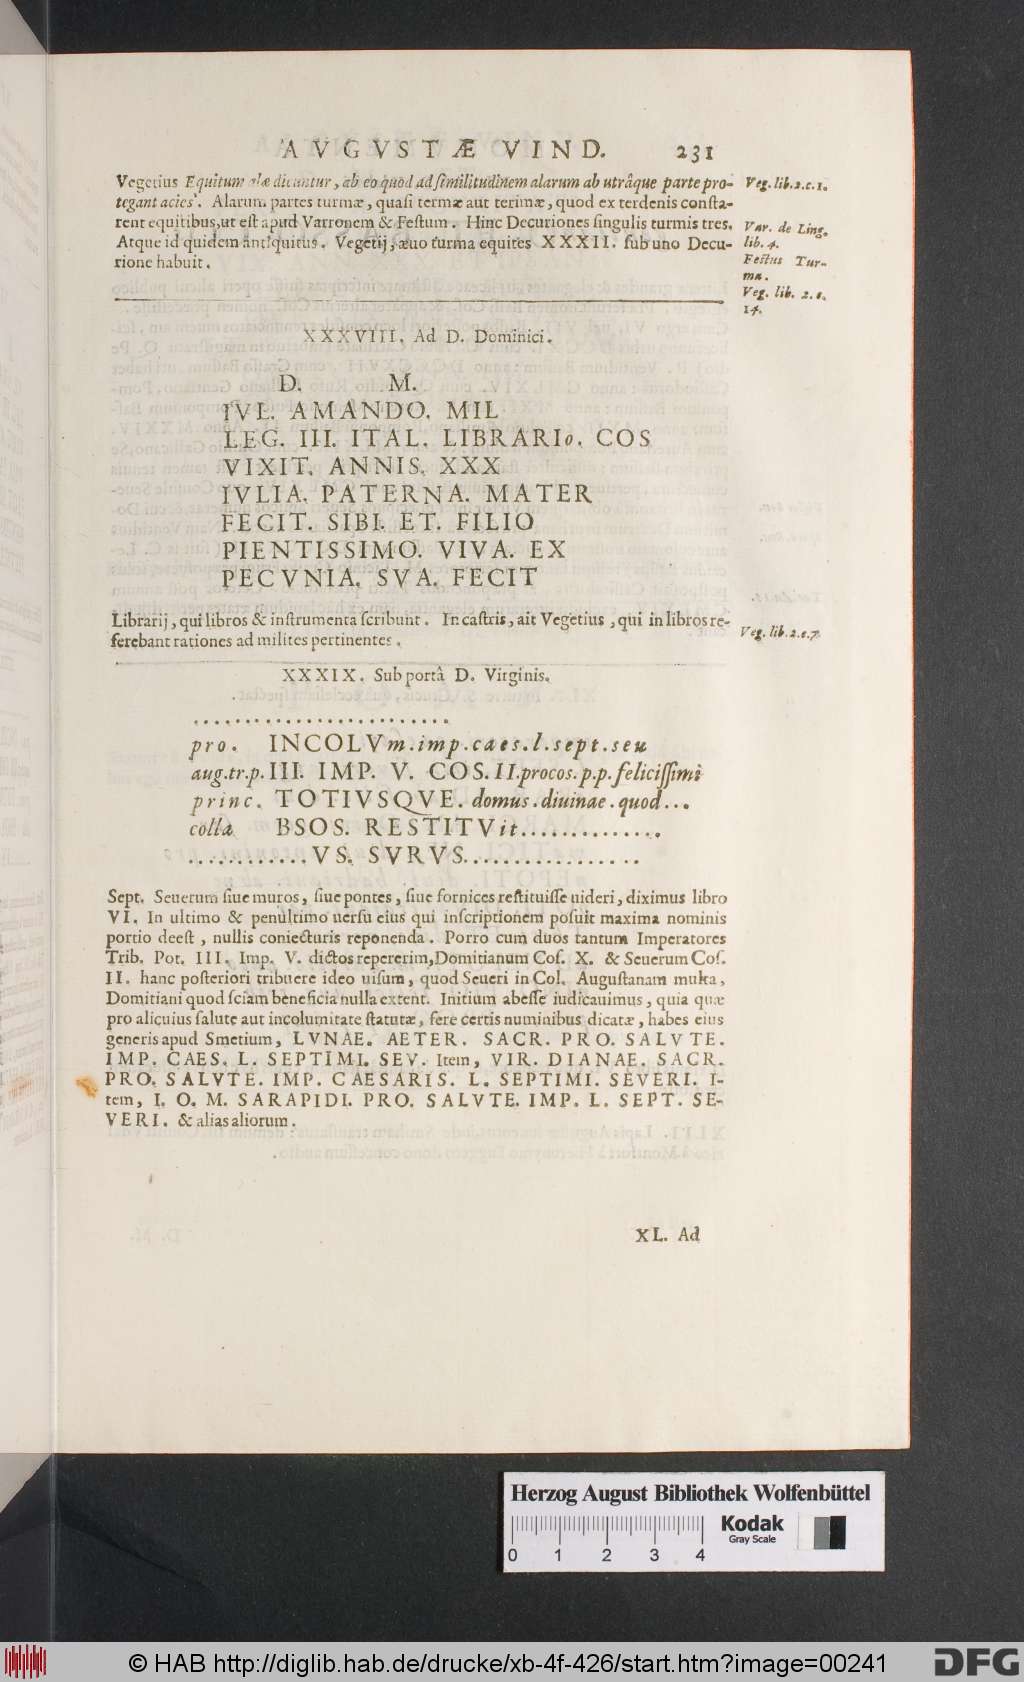 AVGVSTÆ VIND. 231
Vegetius Equitum alæ dicuntur, ab eo quòd ad similitudinem alarum ab utrâque parte pro-
tegant acies. Alarum partes turmæ, quasi termæ aut terimæ, quod ex terdenis consta-
rent equitibus, ut est apud Varronem & Festum. Hinc Decuriones singulis turmis tres.
Atque id quidem antiquitus. Vegetij, æuo turma equites XXXII. sub uno Decu-
rione habuit.
Veg. lib. 2. c. 1.
Var. de Ling.
lib. 4.
Festus Tur-
ma.
Veg. lib. 2. c.
14.
XXXVIII. Ad D. Dominici.
D. M.
IVL. AMANDO. MIL
LEG. III. ITAL. LIBRARIo. COS
VIXIT. ANNIS. XXX
IVLIA. PATERNA. MATER
FECIT. SIBI. ET. FILIO
PIENTISSIMO. VIVA. EX
PECVNIA. SVA. FECIT
Librarij, qui libros & instrumenta scribunt. In castris, ait Vegetius, qui in libros re-
ferebant rationes ad milites pertinentes.
Veg. lib. 2. c. 7.
XXXIX. Sub portâ D. Virginis.
.........................
pro. INCOLVm. imp. caes. l. sept. seu
aug. tr. p. III. IMP. V. COS. II. procos. p. p. felicissimi
princ. TOTIVSQVE. domus. diuinae. quod...
colla BSOS. RESTITVit..............
............VS. SVRVS.................
Sept. Seuerum siue muros, siue pontes, siue fornices restituisse uideri, diximus libro
VI. In ultimo & penultimo uersu eius qui inscriptionem posuit maxima nominis
portio deest, nullis coniecturis reponenda. Porro cum duos tantum Imperatores
Trib. Pot. III. Imp. V. dictos repererim, Domitianum Cos. X. & Seuerum Cos.
II. hanc posteriori tribuere ideo uisum, quod Seueri in Col. Augustanam multa,
Domitiani quod sciam beneficia nulla extent. Initium abesse iudicauimus, quia quæ
pro alicuius salute aut incolumitate statutæ, fere certis numinibus dicatæ, habes eius
generis apud Smetium, LVNAE. AETER. SACR. PRO. SALVTE.
IMP. CAES. L. SEPTIMI. SEV. Item, VIR. DIANAE. SACR.
PRO. SALVTE. IMP. CAESARIS. L. SEPTIMI. SEVERI. I-
tem, I. O. M. SARAPIDI. PRO. SALVTE. IMP. L. SEPT. SE-
VERI. & alias aliorum.
XL. Ad
Herzog August Bibliothek Wolfenbüttel
Kodak
Gray Scale
0 1 2 3 4
© HAB http://diglib.hab.de/drucke/xb-4f-426/start.htm?image=00241
DFG